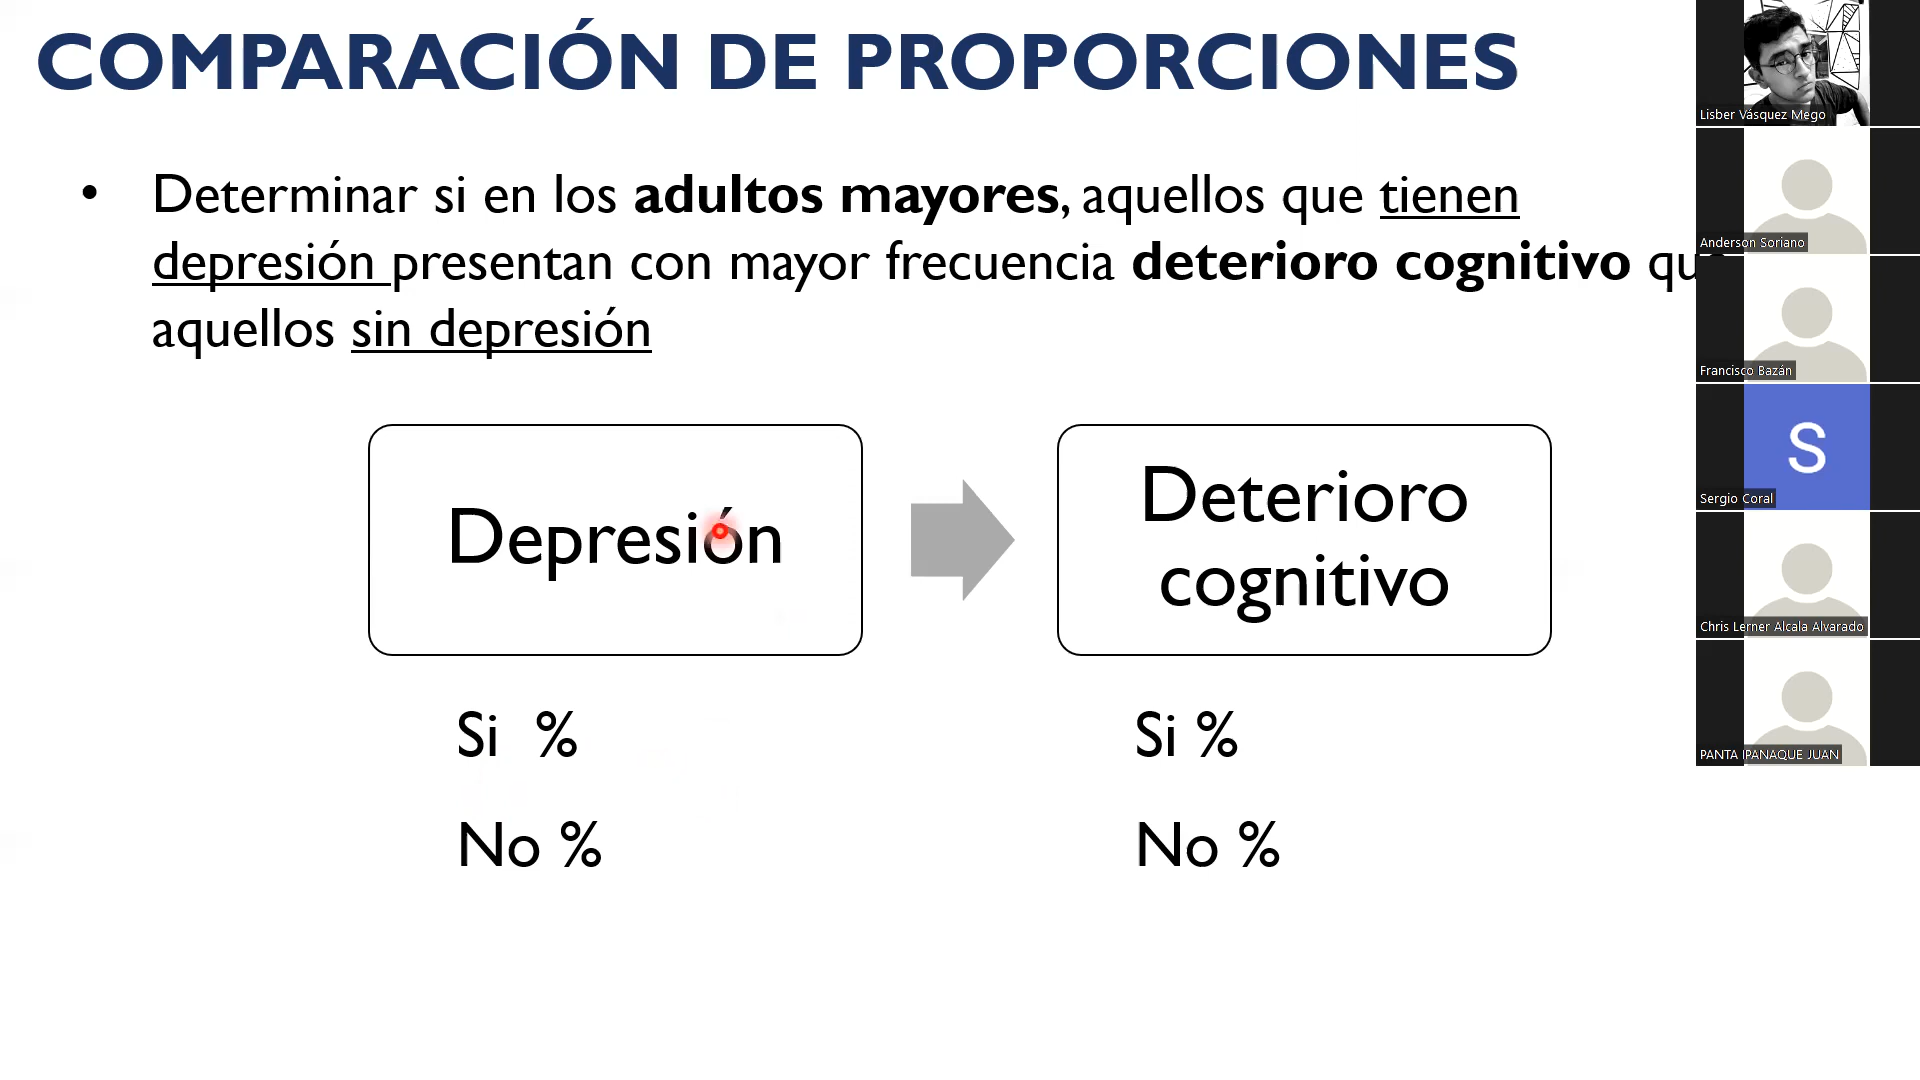 COMPARACIÓN DE PROPORCIONES
• Determinar si en los adultos mayores, aquellos que tienen
depresión presentan con mayor frecuencia deterioro cognitivo
aquellos sin depresión
Depresión
Deterioro
cognitivo
Si %
Si %
No %
No %
Lisber Vásquez Mego
Anderson Soriano
Francisco Bazán
S
Sergio Coral
Chris Lerner Alcala Alvarado
PANTA IPANAQUE JUAN